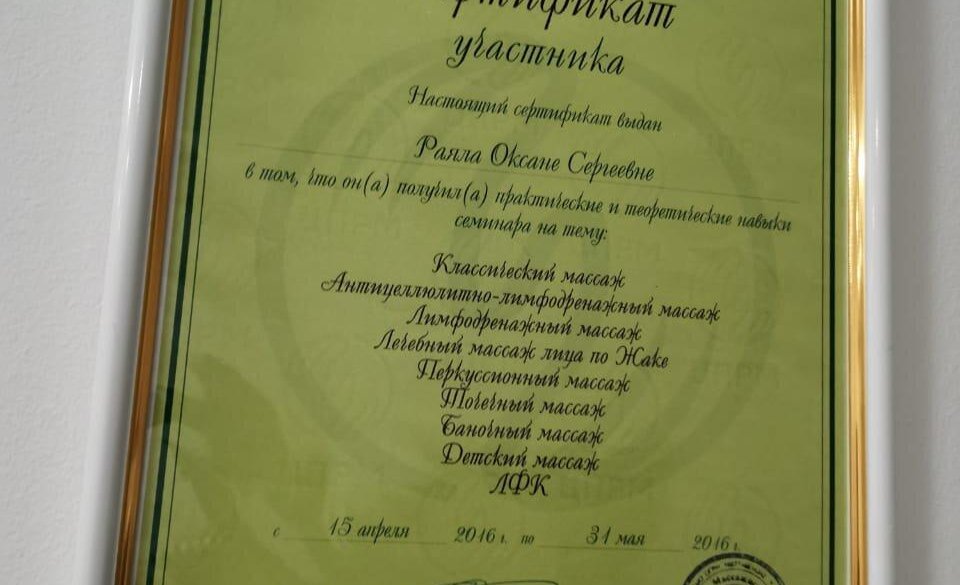 Сертификат
участника
Настоящий сертификат выдан
Раяла Оксане Сергеевне
в том, что он(а) получил(а) практические и теоретические навыки
семинара на тему:
Классический массаж
Антицеллюлитно-лимфодренажный массаж
Лимфодренажный массаж
Лечебный массаж лица по Жаке
Перкуссионный массаж
Точечный массаж
Баночный массаж
Детский массаж
ЛФК
с 15 апреля 2016 г. по 31 мая 2016 г.